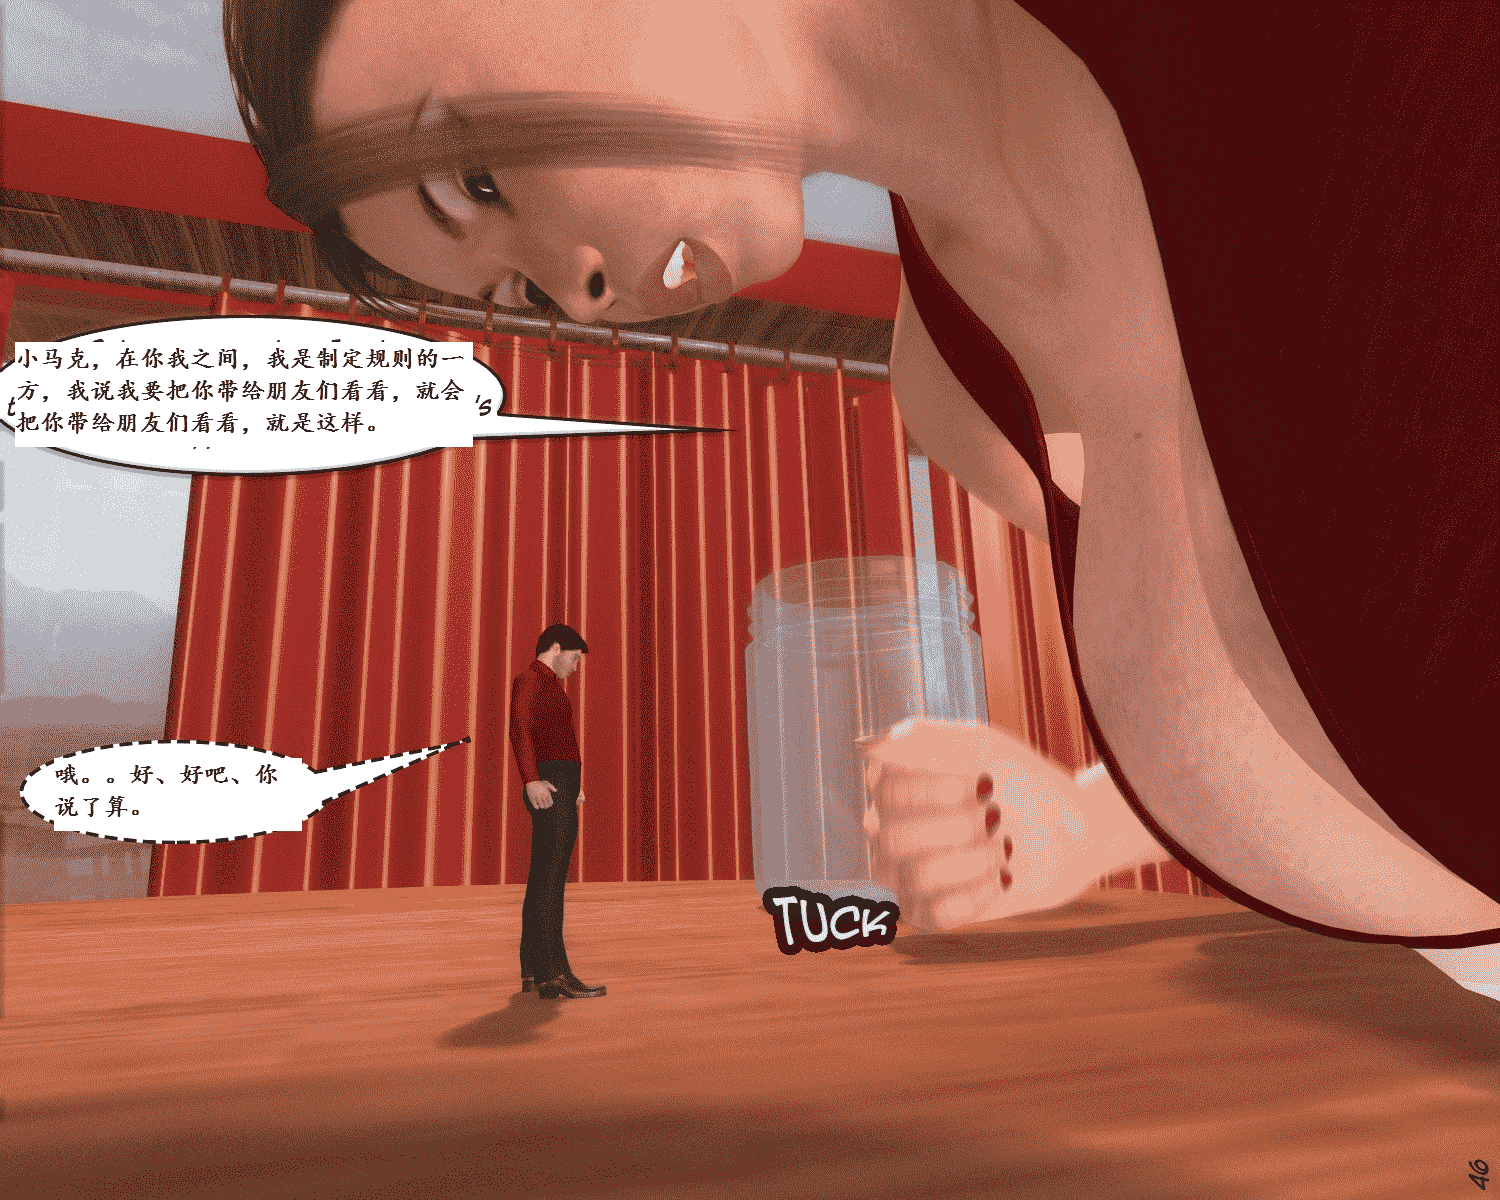 小马克，在你我之间，我是制定规则的一
方，我说我要把你带给朋友们看看，就会
把你带给朋友们看看，就是这样。
t
's
哦。。好、好吧、你
说了算。
TUCK
46